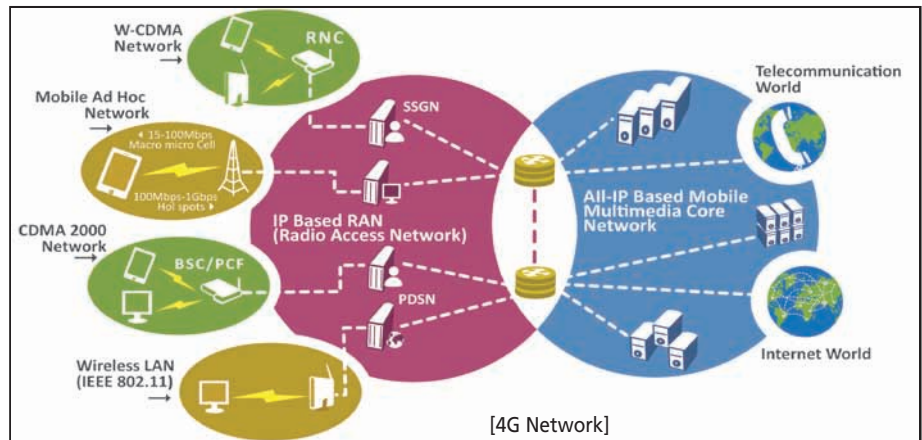 W-CDMA
Network
RNC
Mobile Ad Hoc
Network
15-100Mbps
Macro micro Cell
100Mbps-1Gbps
Hol spots
CDMA 2000
Network
BSC/PCF
Wireless LAN
(IEEE 802.11)
SSGN
IP Based RAN
(Radio Access Network)
PDSN
All-IP Based Mobile
Multimedia Core
Network
Telecommunication
World
Internet World
[4G Network]